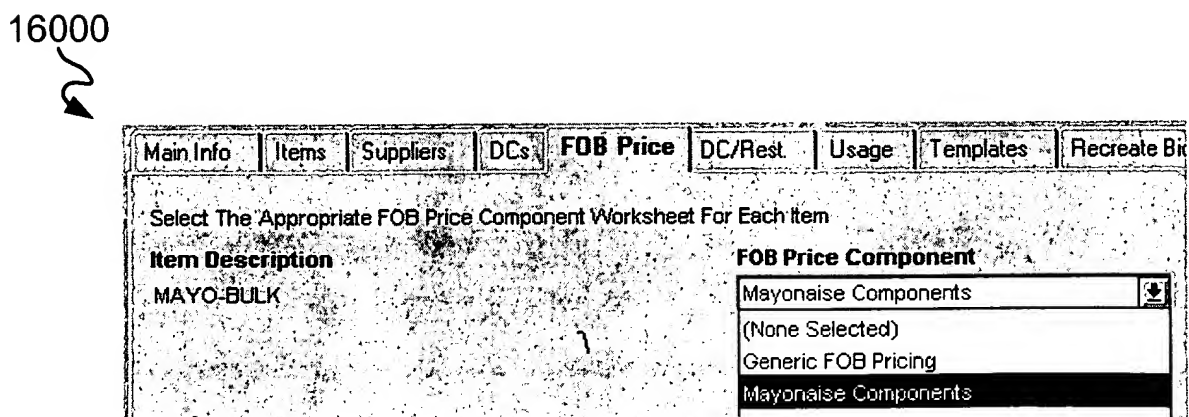 16000
Main Info Items Suppliers DCs FOB Price DC/Rest. Usage Templates Recreate Bid
Select The Appropriate FOB Price Component Worksheet For Each Item
Item Description FOB Price Component
MAYO-BULK Mayonaise Components
(None Selected)
Generic FOB Pricing
Mayonaise Components